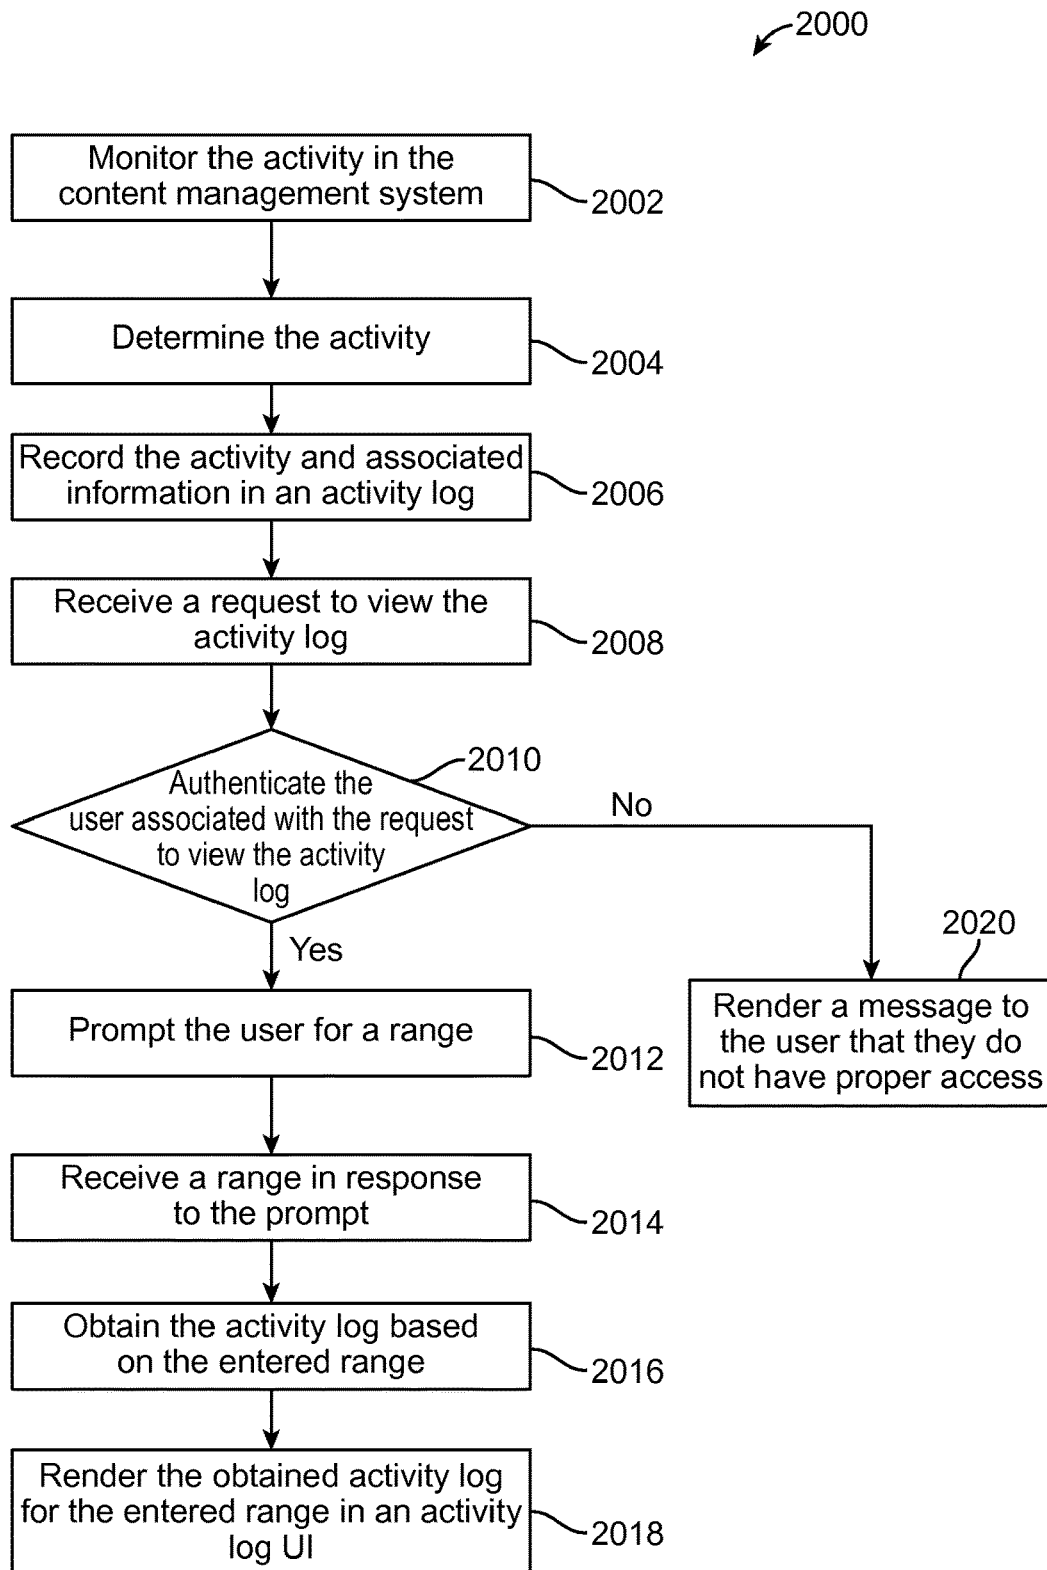 2000
Monitor the activity in the
content management system
2002
Determine the activity
2004
Record the activity and associated
information in an activity log
2006
Receive a request to view the
activity log
2008
2010
Authenticate the
user associated with the request
to view the activity
log
No
Yes
2020
Render a message to
the user that they do
not have proper access
Prompt the user for a range
2012
Receive a range in response
to the prompt
2014
Obtain the activity log based
on the entered range
2016
Render the obtained activity log
for the entered range in an activity
log UI
2018